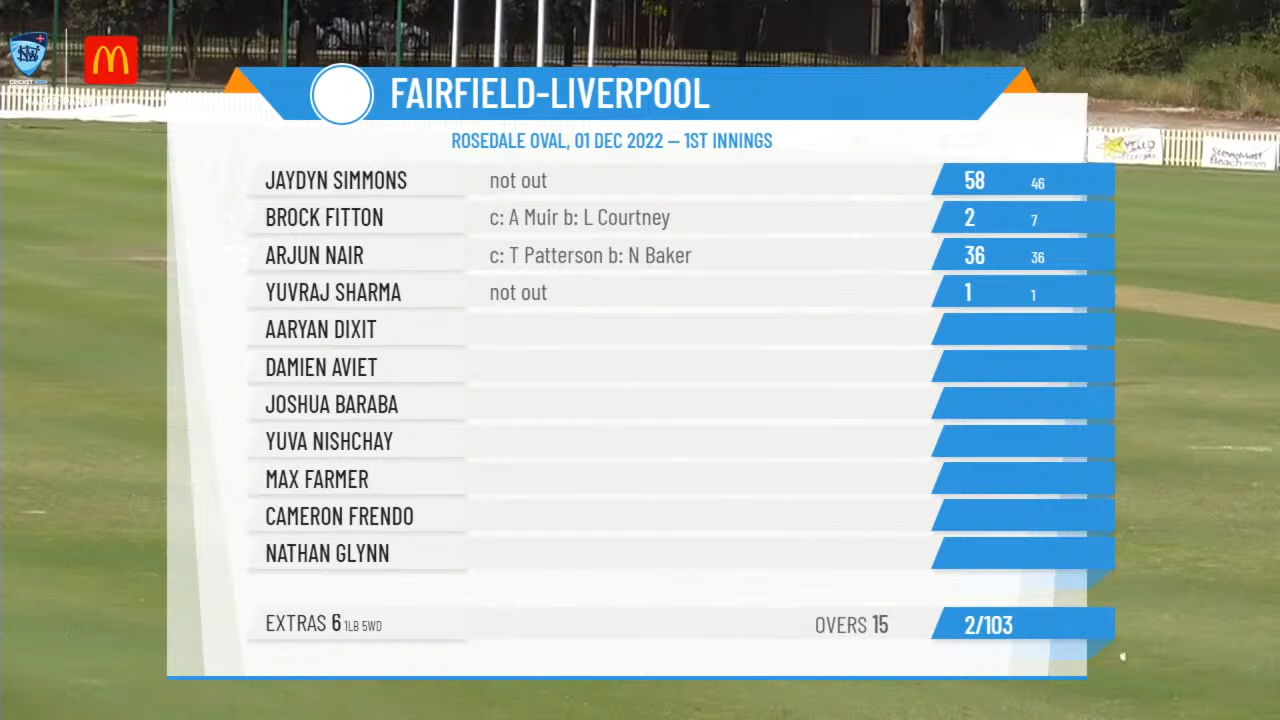 FAIRFIELD-LIVERPOOL
ROSEDALE OVAL, 01 DEC 2022 – 1ST INNINGS
JAYDYN SIMMONS not out 58 46
BROCK FITTON c: A Muir b: L Courtney 2 7
ARJUN NAIR c: T Patterson b: N Baker 36 36
YUVRAJ SHARMA not out 1 1
AARYAN DIXIT
DAMIEN AVIET
JOSHUA BARABA
YUVA NISHCHAY
MAX FARMER
CAMERON FRENDO
NATHAN GLYNN
EXTRAS 6 1LB 5WD OVERS 15 2/103